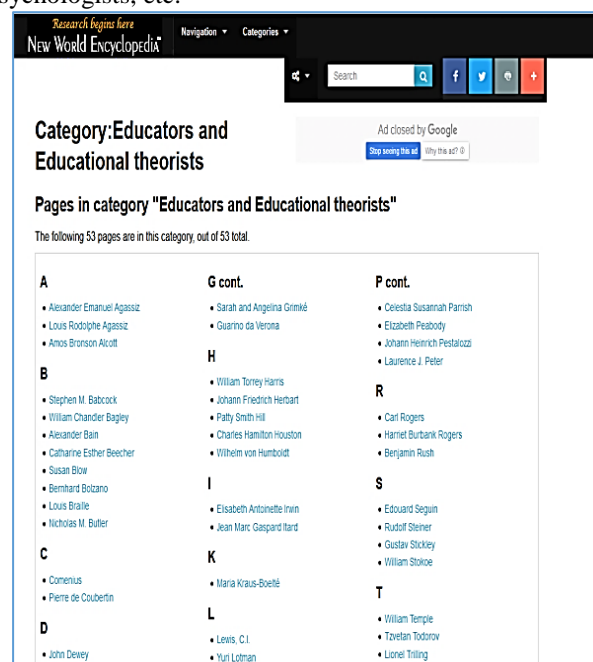 sychologists, etc.
Research begins here
NEW WORLD ENCYCLOPEDIA
Navigation
Categories
Search
Category:Educators and
Educational theorists
Ad closed by Google
Stop seeing this ad
Why this ad?
Pages in category "Educators and Educational theorists"
The following 53 pages are in this category, out of 53 total.
A
Alexander Emanuel Agassiz
Louis Rodolphe Agassiz
Amos Bronson Alcott
B
Stephen M. Babcock
William Chandler Bagley
Alexander Bain
Catharine Esther Beecher
Susan Blow
Bernhard Bolzano
Louis Braille
Nicholas M. Butler
C
Comenius
Pierre de Coubertin
D
John Dewey
G cont.
Sarah and Angelina Grimké
Guarino da Verona
H
William Torrey Harris
Johann Friedrich Herbart
Patty Smith Hill
Charles Hamilton Houston
Wilhelm von Humboldt
I
Elisabeth Antoinette Irwin
Jean Marc Gaspard Itard
K
Maria Kraus-Boelté
L
Lewis, C.I.
Yuri Lotman
P cont.
Celestia Susannah Parrish
Elizabeth Peabody
Johann Heinrich Pestalozzi
Laurence J. Peter
R
Carl Rogers
Harriet Burbank Rogers
Benjamin Rush
S
Edouard Seguin
Rudolf Steiner
Gustav Stickley
William Stokoe
T
William Temple
Tzvetan Todorov
Lionel Trilling